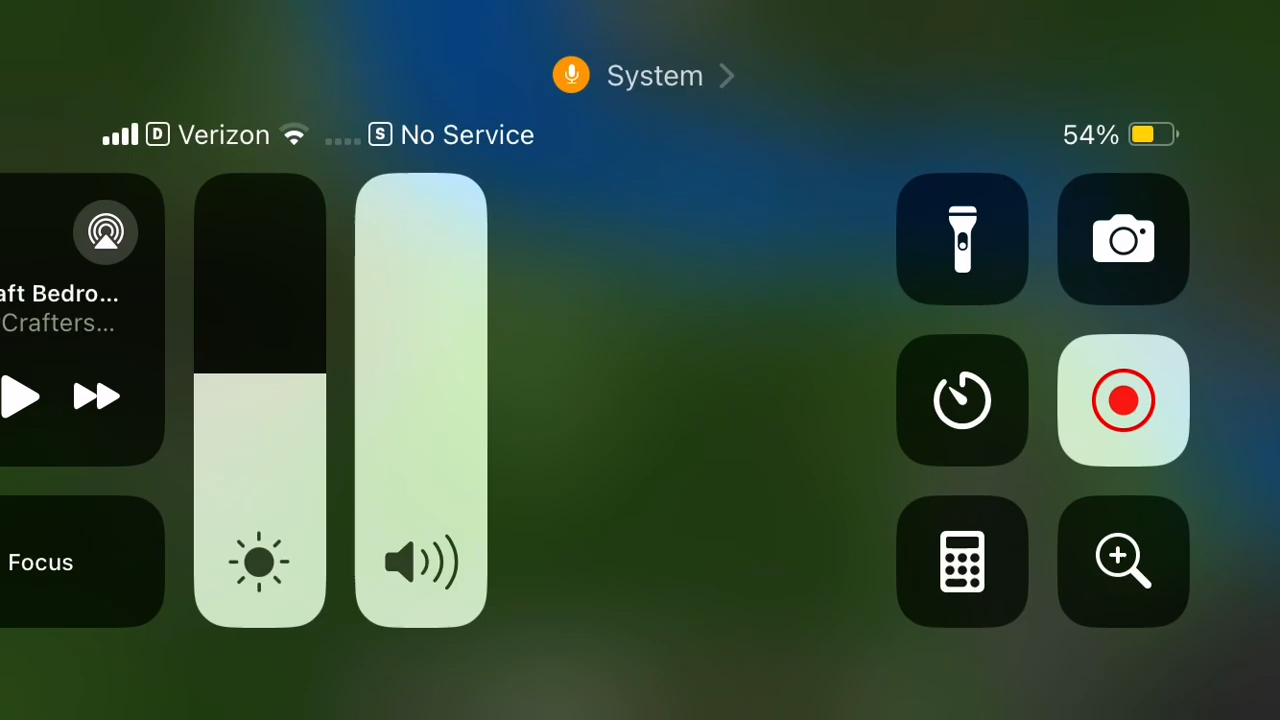 System
D Verizon S No Service 54%
aft Bedro...
Crafters...
Focus